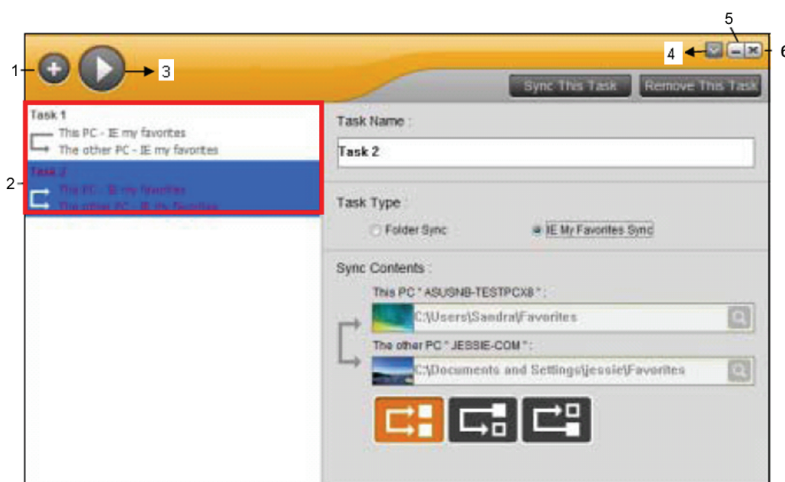 5
4
6
1
3
Sync This Task Remove This Task
Task 1
This PC - IE my favorites
The other PC - IE my favorites
2
Task 2
This PC - IE my favorites
The other PC - IE my favorites
Task Name :
Task 2
Task Type :
Folder Sync IE My Favorites Sync
Sync Contents :
This PC " ASUSNB-TESTPCX8 " :
C:\Users\Sandra\Favorites
The other PC " JESSIE-COM " :
C:\Documents and Settings\jessie\Favorites